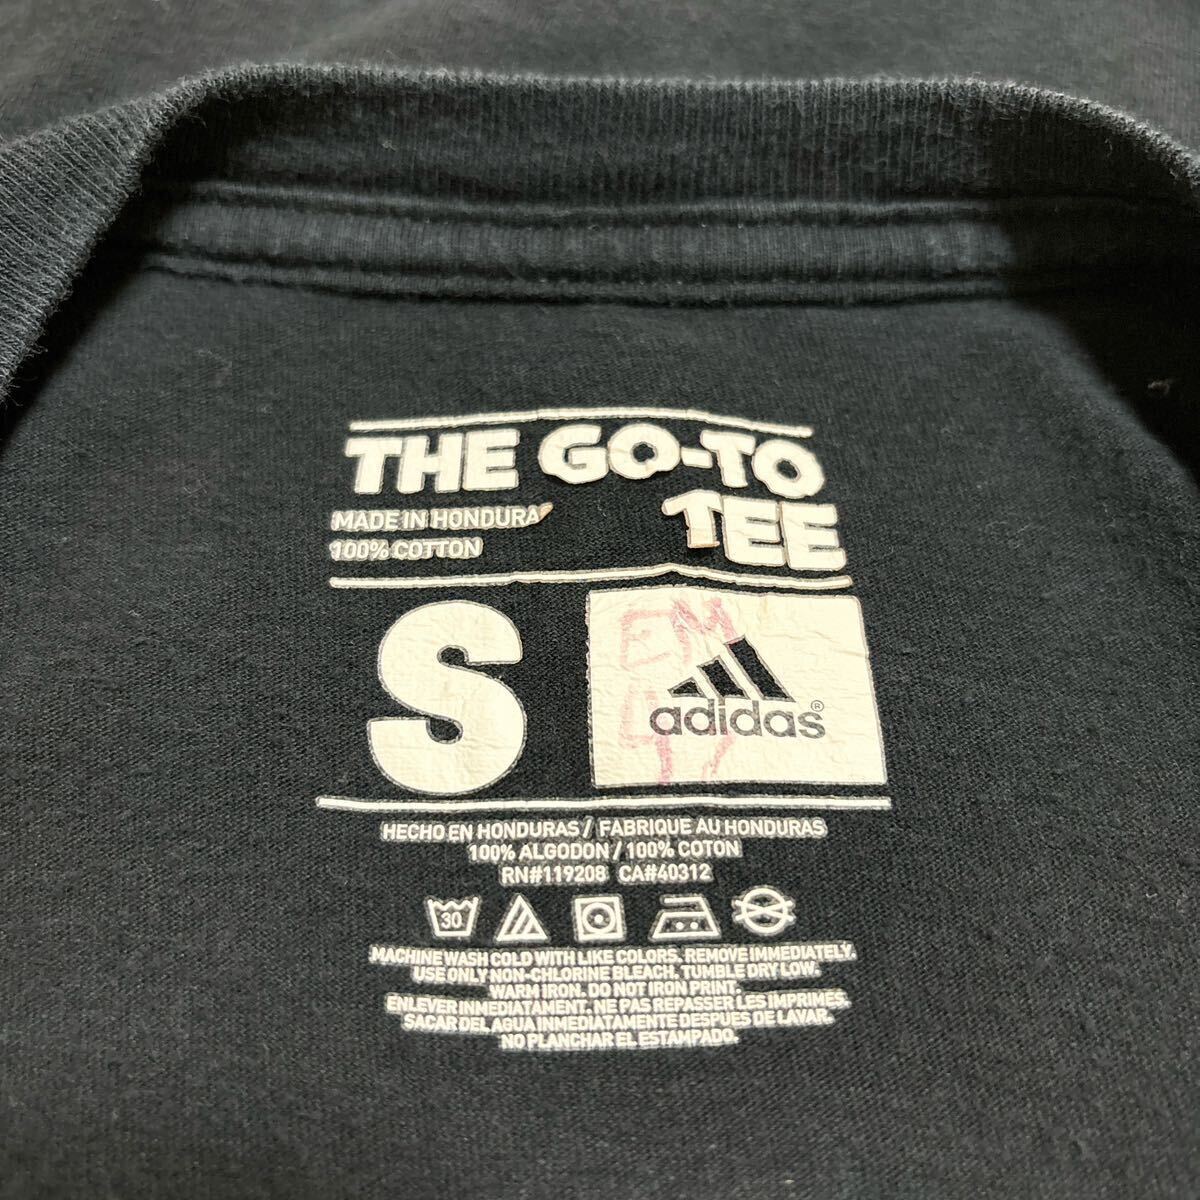 THE GO-TO
TEE
MADE IN HONDURA
100% COTTON
S
adidas®
HECHO EN HONDURAS / FABRIQUE AU HONDURAS
100% ALGODON / 100% COTON
RN#119208 CA#40312
30
MACHINE WASH COLD WITH LIKE COLORS. REMOVE IMMEDIATELY.
USE ONLY NON-CHLORINE BLEACH. TUMBLE DRY LOW.
WARM IRON. DO NOT IRON PRINT.
ENLEVER INMEDIATAMENT. NE PAS REPASSER LES IMPRIMES.
SACAR DEL AGUA INMEDIATAMENTE DESPUES DE LAVAR.
NO PLANCHAR EL ESTAMPADO.